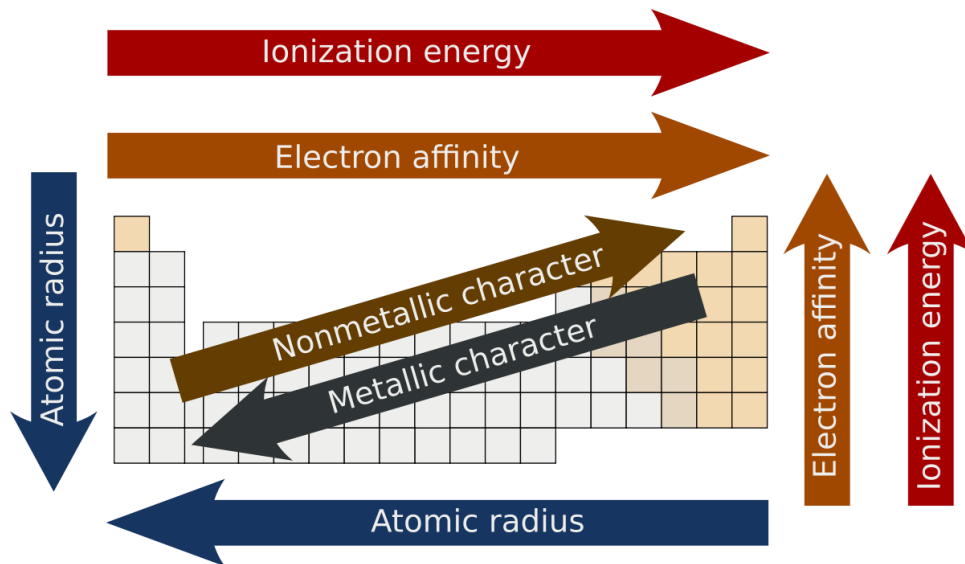 Ionization energy
Electron affinity
Atomic radius
Nonmetallic character
Metallic character
Electron affinity
Ionization energy
Atomic radius